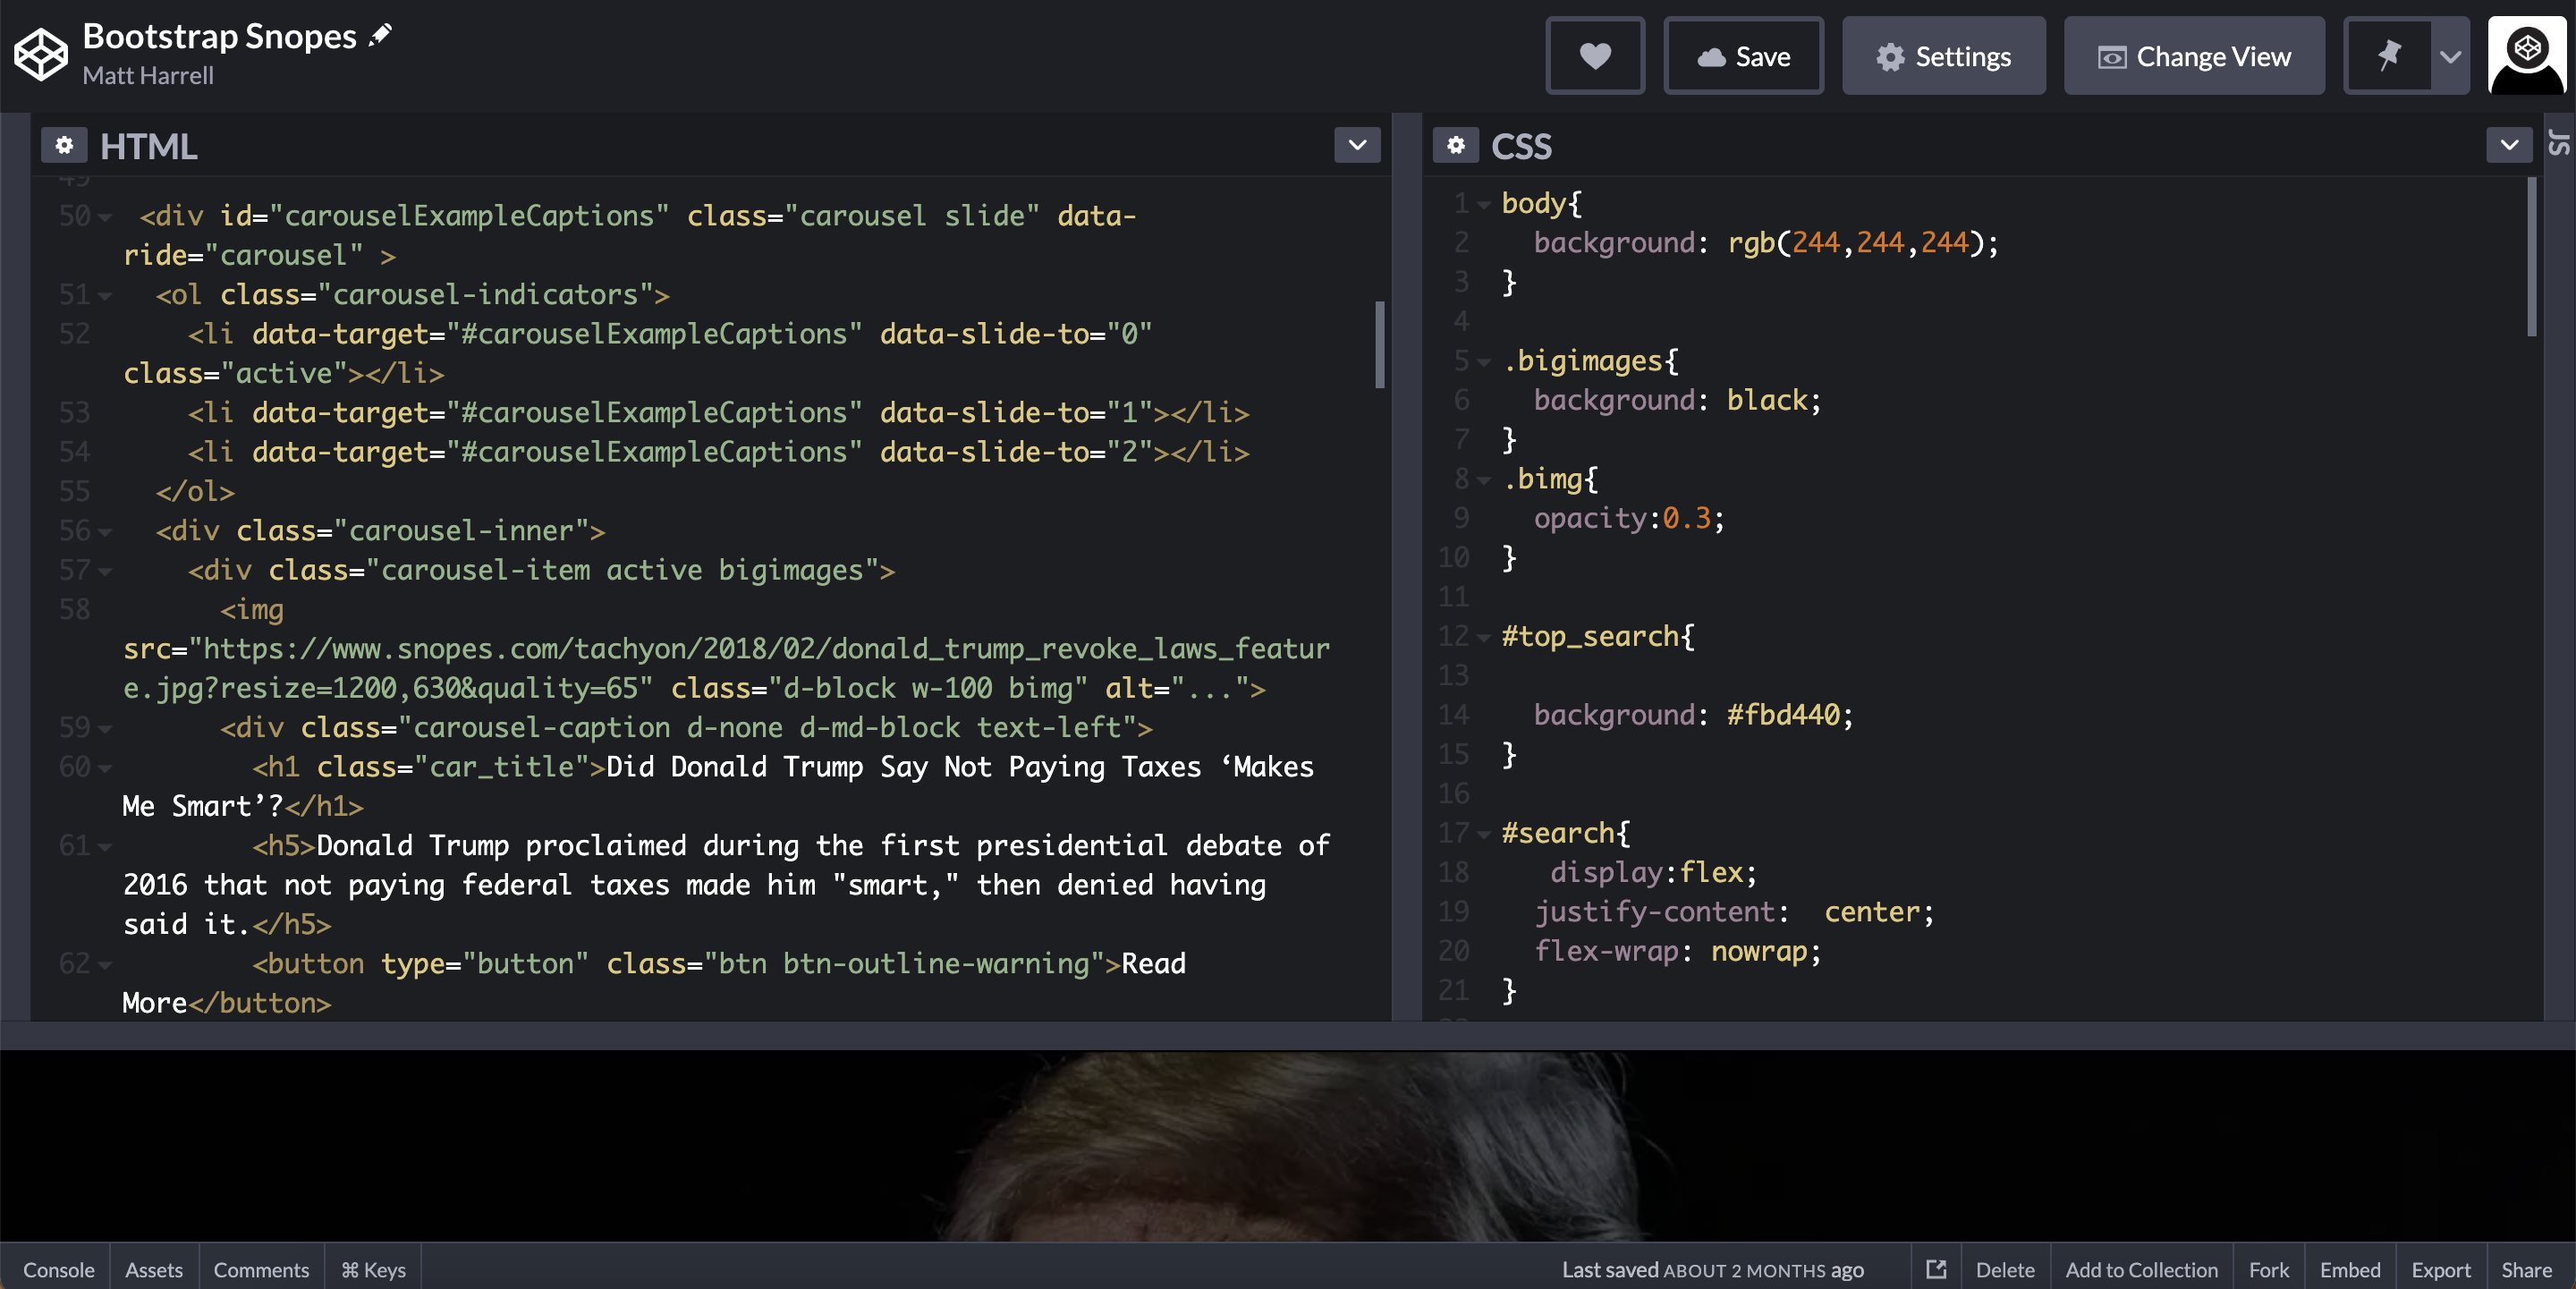 Bootstrap Snopes
Matt Harrell
Save
Settings
Change View
HTML
49
50 <div id="carouselExampleCaptions" class="carousel slide" data-
ride="carousel" >
51 <ol class="carousel-indicators">
52 <li data-target="#carouselExampleCaptions" data-slide-to="0"
class="active"></li>
53 <li data-target="#carouselExampleCaptions" data-slide-to="1"></li>
54 <li data-target="#carouselExampleCaptions" data-slide-to="2"></li>
55 </ol>
56 <div class="carousel-inner">
57 <div class="carousel-item active bigimages">
58 <img
src="https://www.snopes.com/tachyon/2018/02/donald_trump_revoke_laws_featur
e.jpg?resize=1200,630&quality=65" class="d-block w-100 bimg" alt="...">
59 <div class="carousel-caption d-none d-md-block text-left">
60 <h1 class="car_title">Did Donald Trump Say Not Paying Taxes ‘Makes
Me Smart’?</h1>
61 <h5>Donald Trump proclaimed during the first presidential debate of
2016 that not paying federal taxes made him "smart," then denied having
said it.</h5>
62 <button type="button" class="btn btn-outline-warning">Read
More</button>
CSS
1 body{
2 background: rgb(244,244,244);
3 }
4
5 .bigimages{
6 background: black;
7 }
8 .bimg{
9 opacity:0.3;
10 }
11
12 #top_search{
13
14 background: #fbd440;
15 }
16
17 #search{
18 display:flex;
19 justify-content:  center;
20 flex-wrap: nowrap;
21 }
JS
Console
Assets
Comments
⌘ Keys
Last saved ABOUT 2 MONTHS ago
Delete
Add to Collection
Fork
Embed
Export
Share